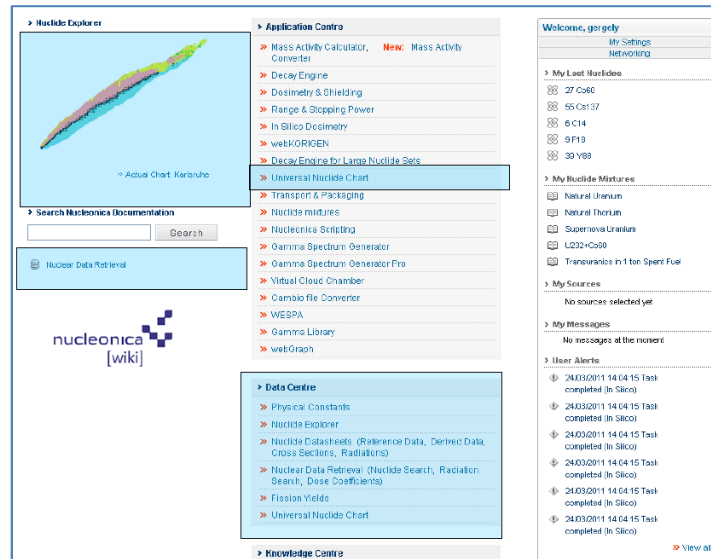 Nuclide Explorer
Actual Chart: Karlsruhe
Search Nucleonica Documentation
Search
Nuclear Data Retrieval
nucleonica
[wiki]
Application Centre
Mass Activity Calculator, New: Mass Activity
Converter
Decay Engine
Dosimetry & Shielding
Range & Stopping Power
In Silico Dosimetry
webKORIGEN
Decay Engine for Large Nuclide Sets
Universal Nuclide Chart
Transport & Packaging
Nuclide mixtures
Nucleonica Scripting
Gamma Spectrum Generator
Gamma Spectrum Generator Pro
Virtual Cloud Chamber
Cambio file Converter
WESPA
Gamma Library
webGraph
Data Centre
Physical Constants
Nuclide Explorer
Nuclide Datasheets (Reference Data, Derived Data,
Cross Sections, Radiations)
Nuclear Data Retrieval (Nuclide Search, Radiation
Search, Dose Coefficients)
Fission Yields
Universal Nuclide Chart
Knowledge Centre
Welcome, gergely
My Settings
Networking
My Last Nuclides
27 Co60
55 Cs137
6 C14
9 F18
39 Y88
My Nuclide Mixtures
Natural Uranium
Natural Thorium
Supernova Uranium
U232+Co60
Transuranics in 1 ton Spent Fuel
My Sources
No sources selected yet
My Messages
No messages at the moment
User Alerts
24/03/2011 14:04:15 Task
completed (In Silico)
24/03/2011 14:04:15 Task
completed (In Silico)
24/03/2011 14:04:15 Task
completed (In Silico)
24/03/2011 14:04:15 Task
completed (In Silico)
24/03/2011 14:04:15 Task
completed (In Silico)
24/03/2011 14:04:15 Task
completed (In Silico)
View all